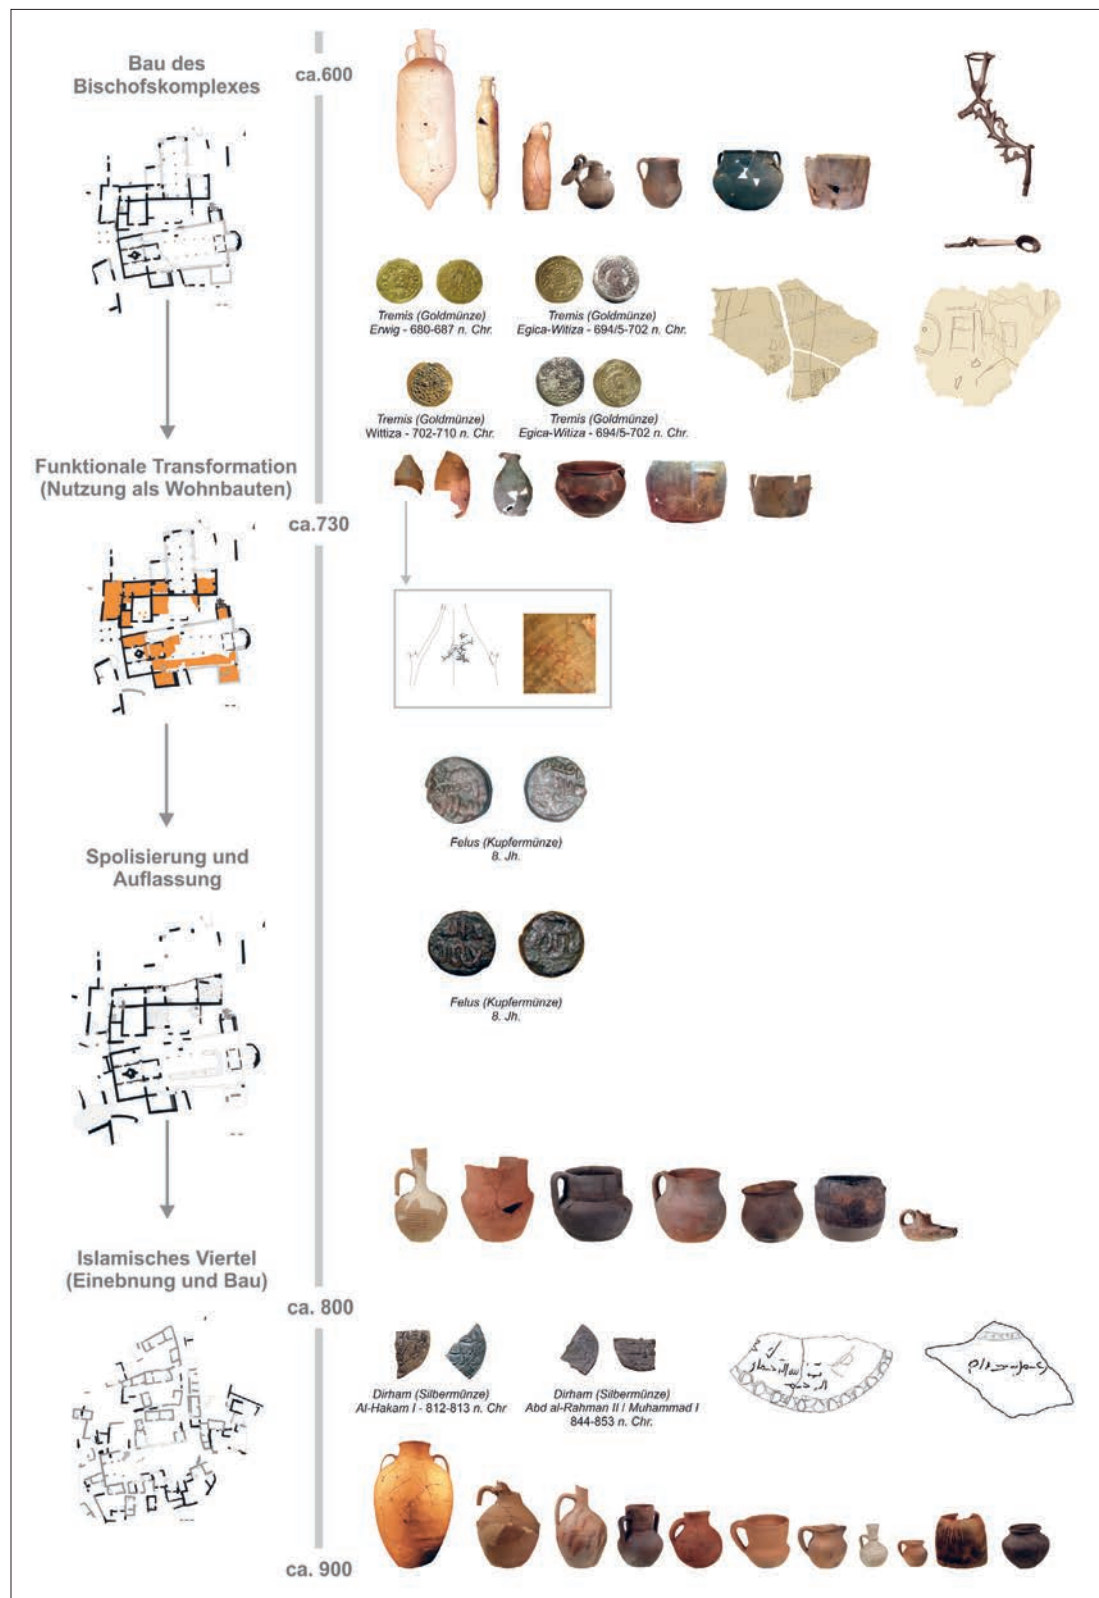 Bau des
Bischofskomplexes
ca.600
Tremis (Goldmünze)
Erwig - 680-687 n. Chr.
Tremis (Goldmünze)
Egica-Witiza - 694/5-702 n. Chr.
Tremis (Goldmünze)
Wittiza - 702-710 n. Chr.
Tremis (Goldmünze)
Egica-Witiza - 694/5-702 n. Chr.
Funktionale Transformation
(Nutzung als Wohnbauten)
ca.730
Felus (Kupfermünze)
8. Jh.
Spolisierung und
Auflassung
Felus (Kupfermünze)
8. Jh.
Islamisches Viertel
(Einebnung und Bau)
ca. 800
Dirham (Silbermünze)
Al-Hakam I - 812-813 n. Chr
Dirham (Silbermünze)
Abd al-Rahman II / Muhammad I
844-853 n. Chr.
ca. 900